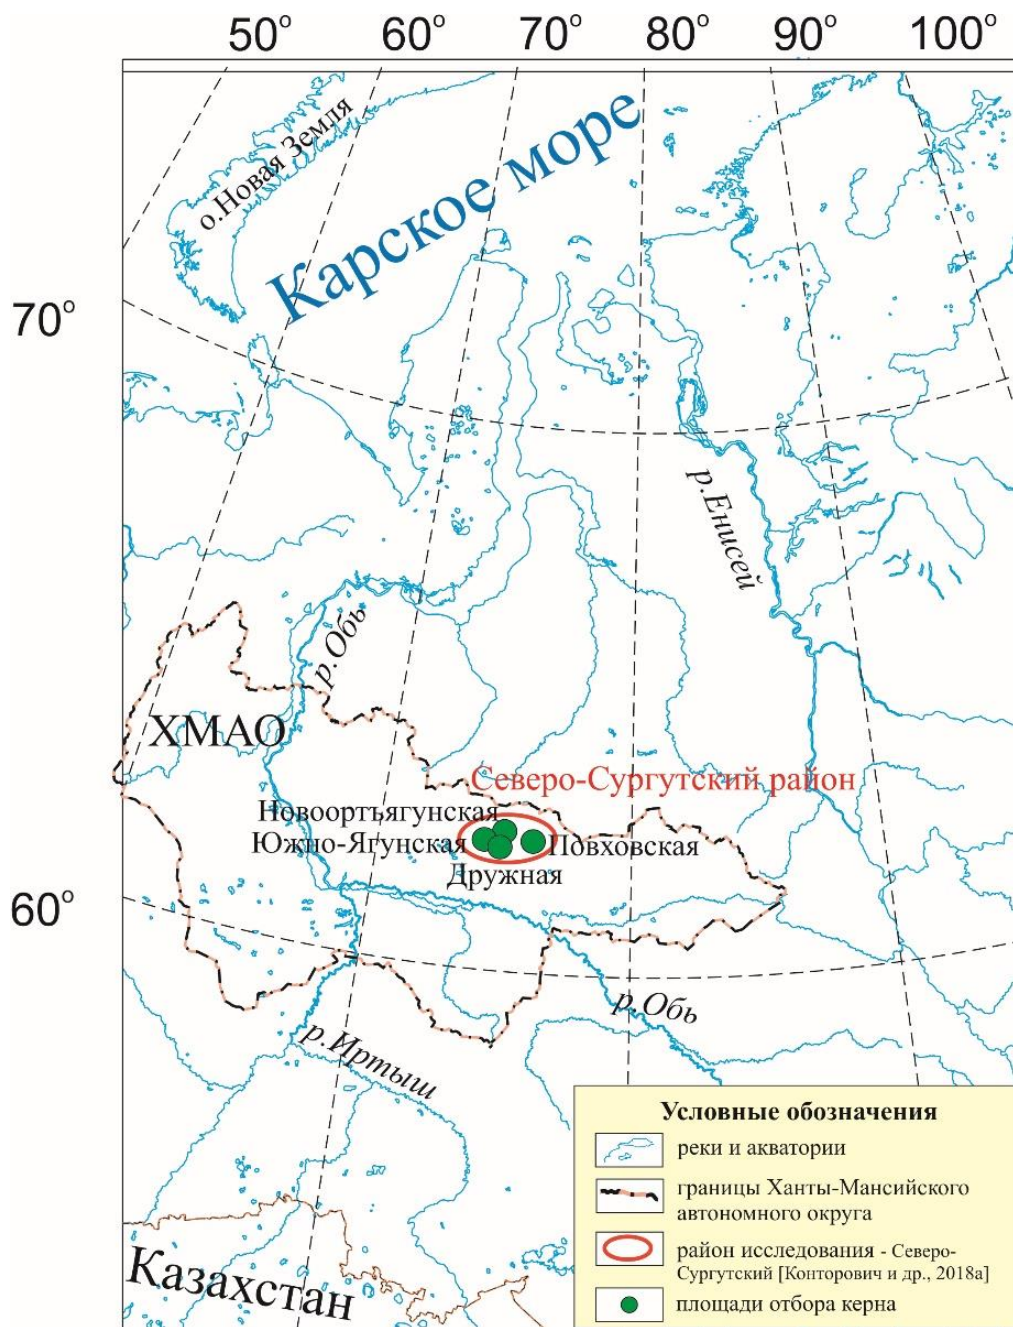 50° 60° 70° 80° 90° 100°
о.Новая Земля
Карское море
70°
р.Енисей
р.Обь
ХМАО
Северо-Сургутский район
Новоортъягунская
Южно-Ягунская
Повховская
Дружная
60°
р.Обь
р.Иртыш
Казахстан
Условные обозначения
реки и акватории
границы Ханты-Мансийского
автономного округа
район исследования - Северо-
Сургутский [Конторович и др., 2018а]
площади отбора керна